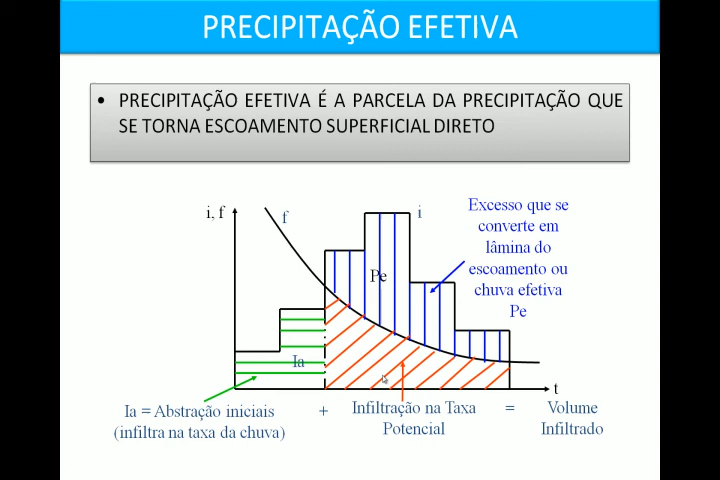 PRECIPITAÇÃO EFETIVA
• PRECIPITAÇÃO EFETIVA É A PARCELA DA PRECIPITAÇÃO QUE
SE TORNA ESCOAMENTO SUPERFICIAL DIRETO
i, f
f
i
Excesso que se
converte em
lâmina do
escoamento ou
chuva efetiva
Pe
Pe
Ia
t
Ia = Abstração iniciais
(infiltra na taxa da chuva)
+
Infiltração na Taxa
Potencial
=
Volume
Infiltrado